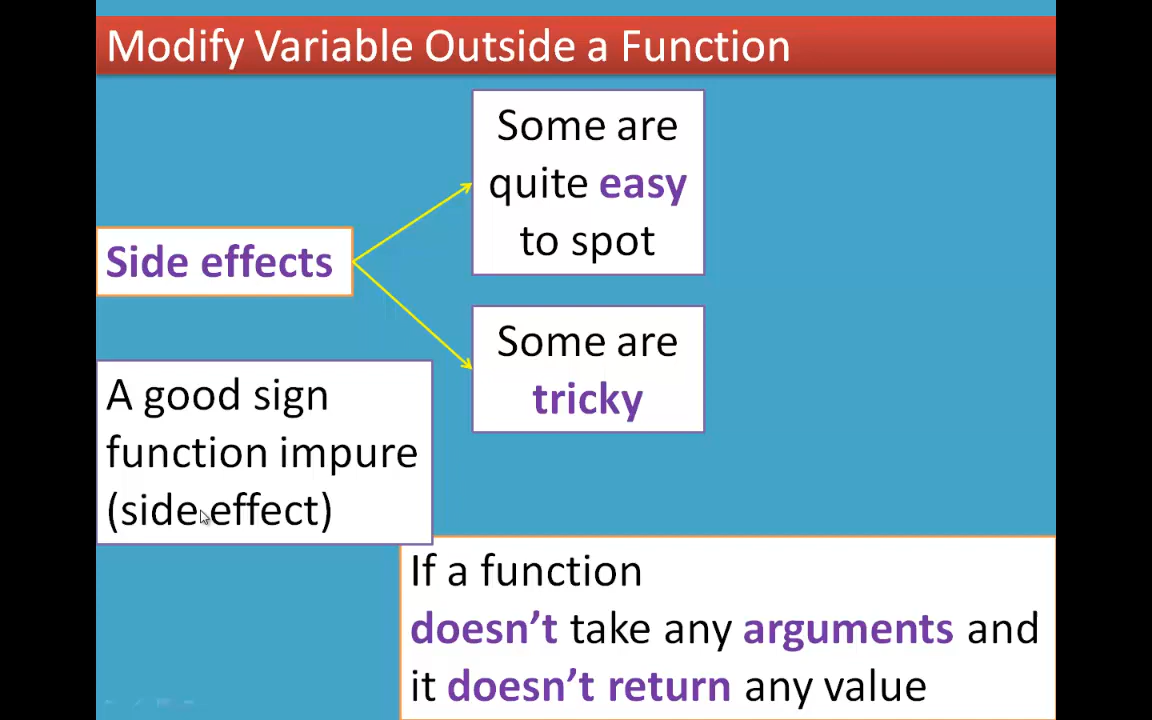 Modify Variable Outside a Function
Some are
quite easy
to spot
Side effects
Some are
tricky
A good sign
function impure
(side effect)
If a function
doesn’t take any arguments and
it doesn’t return any value